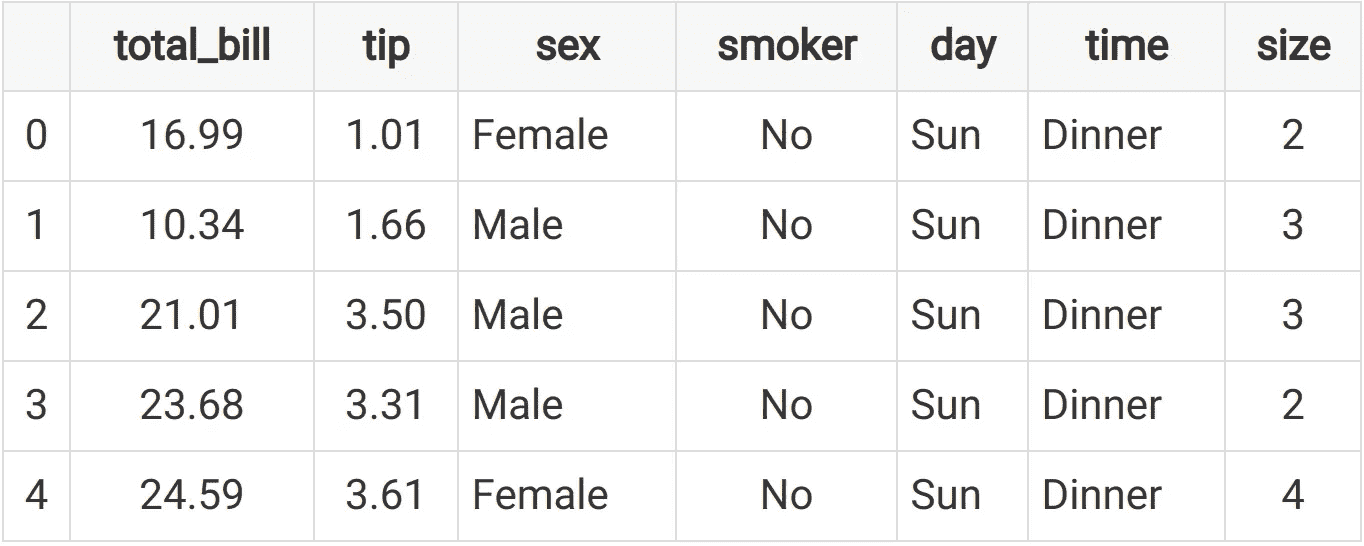 total_bill tip sex smoker day time size
0 16.99 1.01 Female No Sun Dinner 2
1 10.34 1.66 Male No Sun Dinner 3
2 21.01 3.50 Male No Sun Dinner 3
3 23.68 3.31 Male No Sun Dinner 2
4 24.59 3.61 Female No Sun Dinner 4